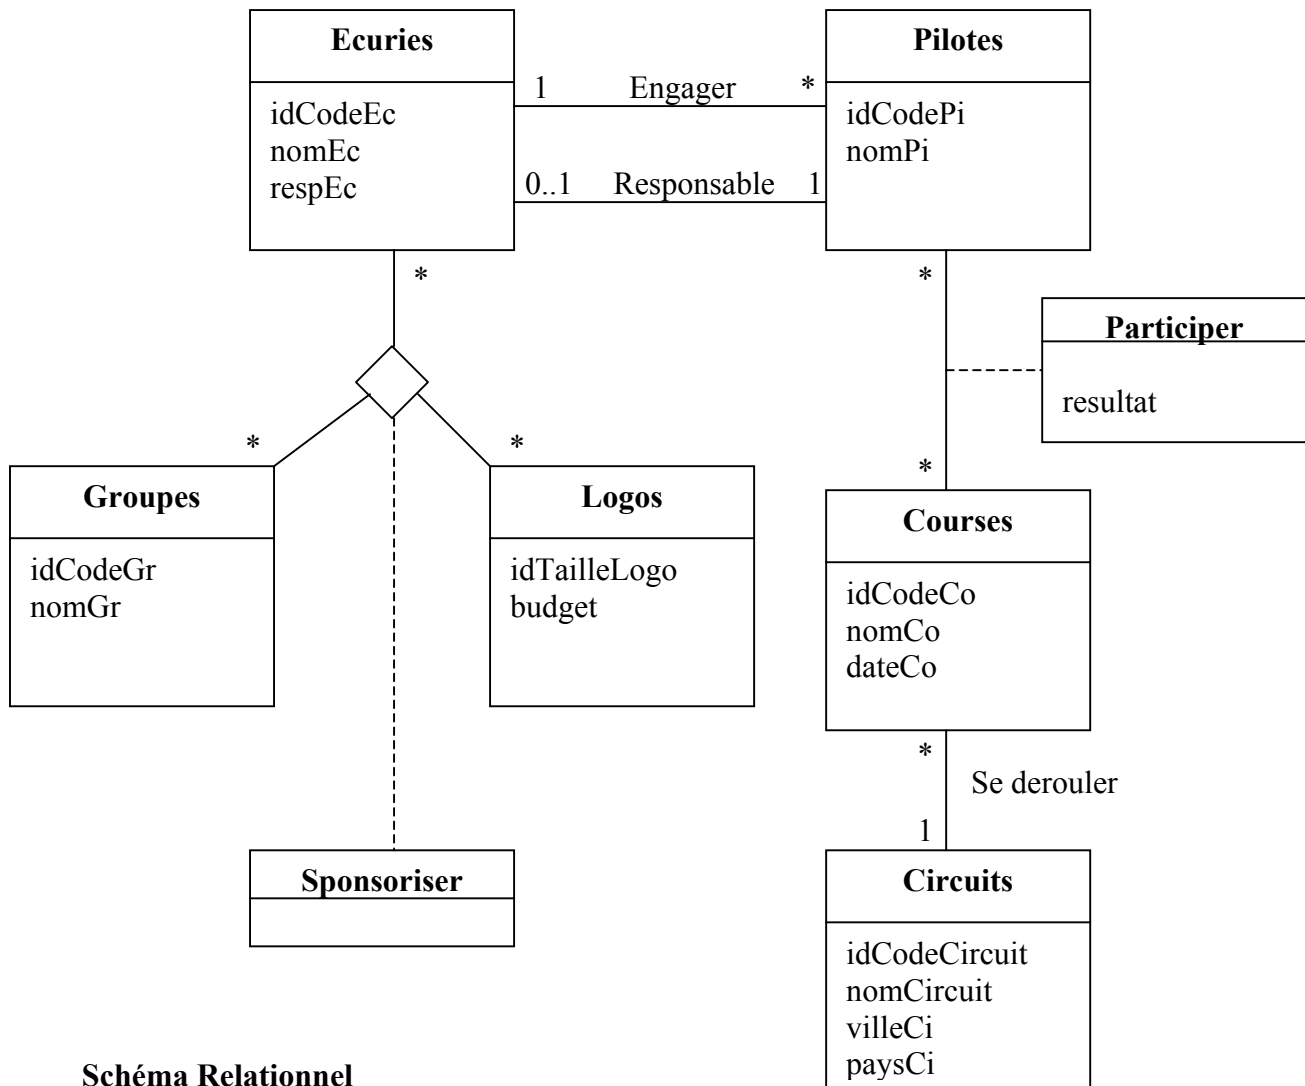 Ecuries
idCodeEc
nomEc
respEc
1 Engager *
0..1 Responsable 1
Pilotes
idCodePi
nomPi
*
*
Participer
resultat
*
*
*
Groupes
idCodeGr
nomGr
Logos
idTailleLogo
budget
Courses
idCodeCo
nomCo
dateCo
*
Se derouler
1
Sponsoriser
Circuits
idCodeCircuit
nomCircuit
villeCi
paysCi
Schéma Relationnel